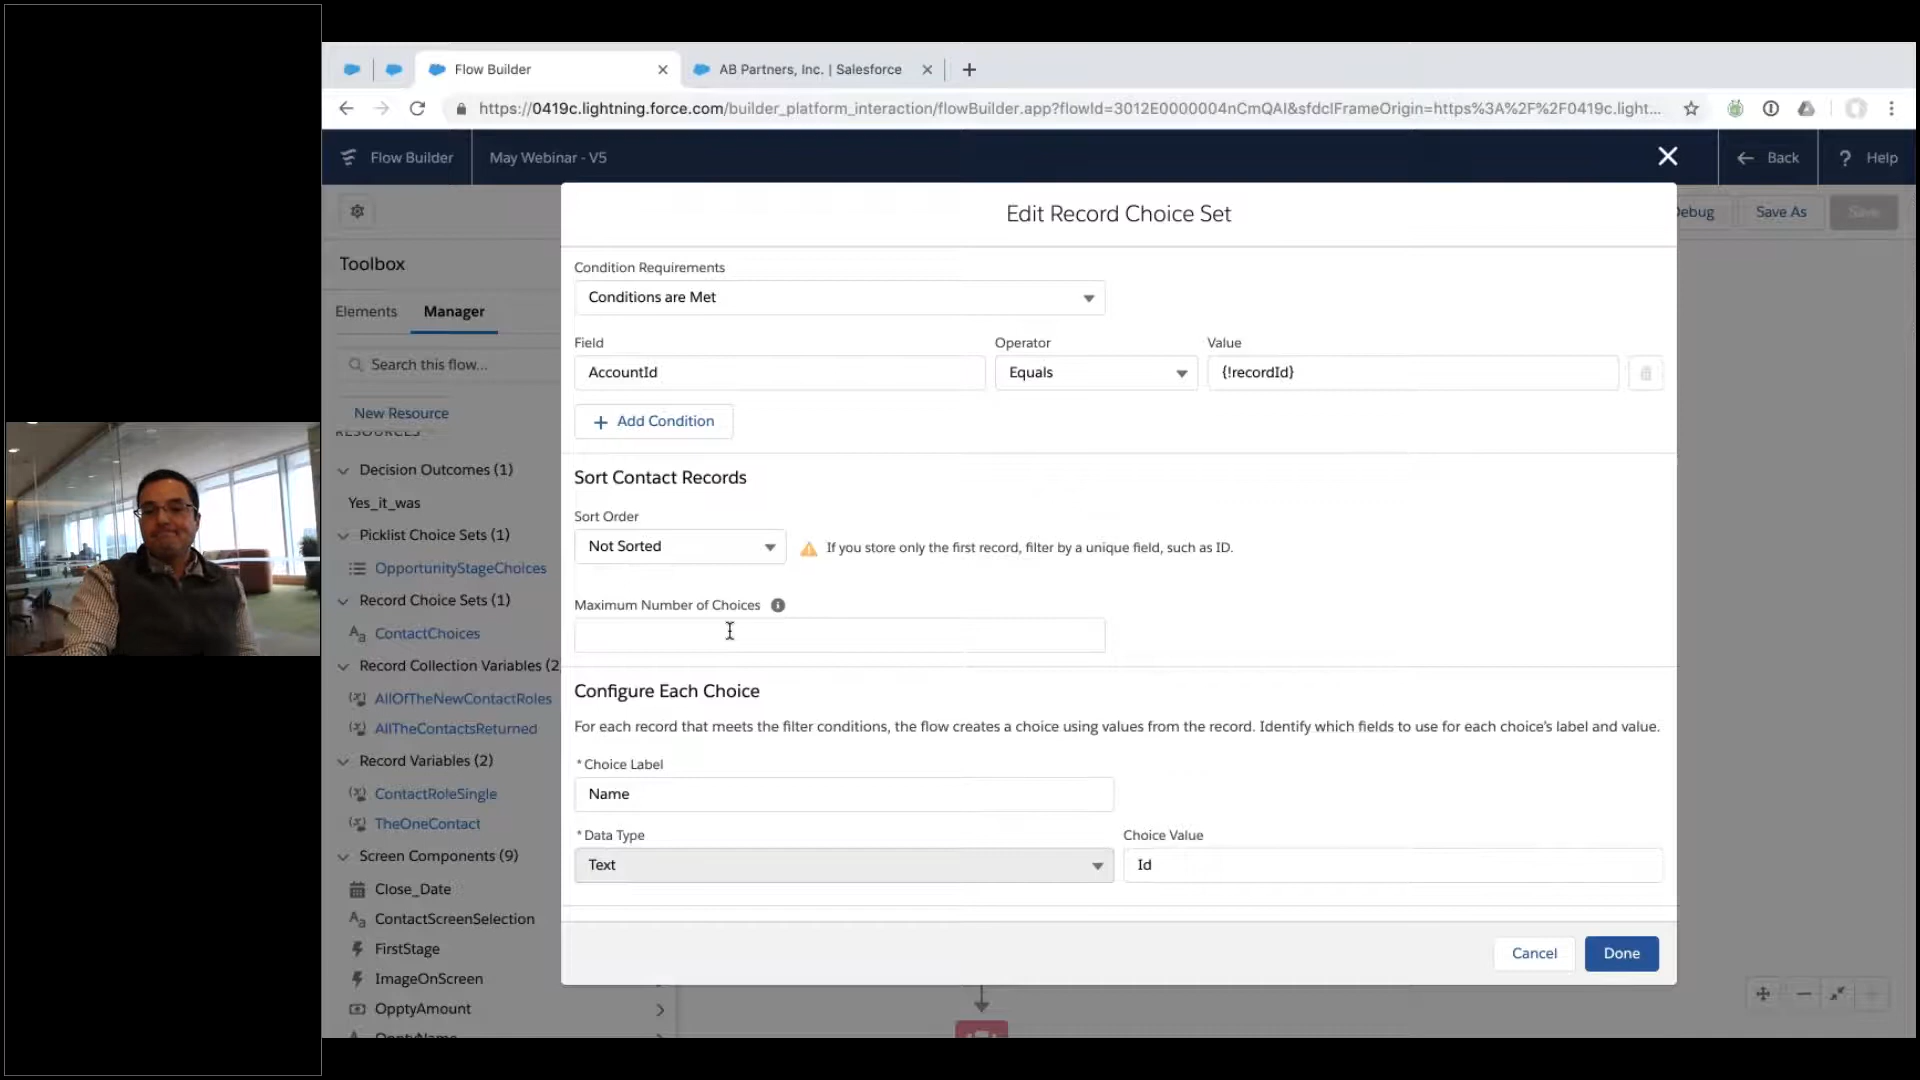 Flow Builder
AB Partners, Inc. | Salesforce
https://0419c.lightning.force.com/builder_platform_interaction/flowBuilder.app?flowId=3012E0000004nCmQAI&sfdcIFrameOrigin=https%3A%2F%2F0419c.light...
Flow Builder
May Webinar - V5
Back
? Help
Debug
Save As
Save
Toolbox
Elements
Manager
Search this flow...
New Resource
RESOURCES
Decision Outcomes (1)
Yes_it_was
Picklist Choice Sets (1)
OpportunityStageChoices
Record Choice Sets (1)
ContactChoices
Record Collection Variables (2
AllOfTheNewContactRoles
AllTheContactsReturned
Record Variables (2)
ContactRoleSingle
TheOneContact
Screen Components (9)
Close_Date
ContactScreenSelection
FirstStage
ImageOnScreen
OpptyAmount
OpptyName
Edit Record Choice Set
Condition Requirements
Conditions are Met
Field
Operator
Value
AccountId
Equals
{!recordId}
+ Add Condition
Sort Contact Records
Sort Order
Not Sorted
If you store only the first record, filter by a unique field, such as ID.
Maximum Number of Choices
Configure Each Choice
For each record that meets the filter conditions, the flow creates a choice using values from the record. Identify which fields to use for each choice's label and value.
* Choice Label
Name
* Data Type
Choice Value
Text
Id
Cancel
Done